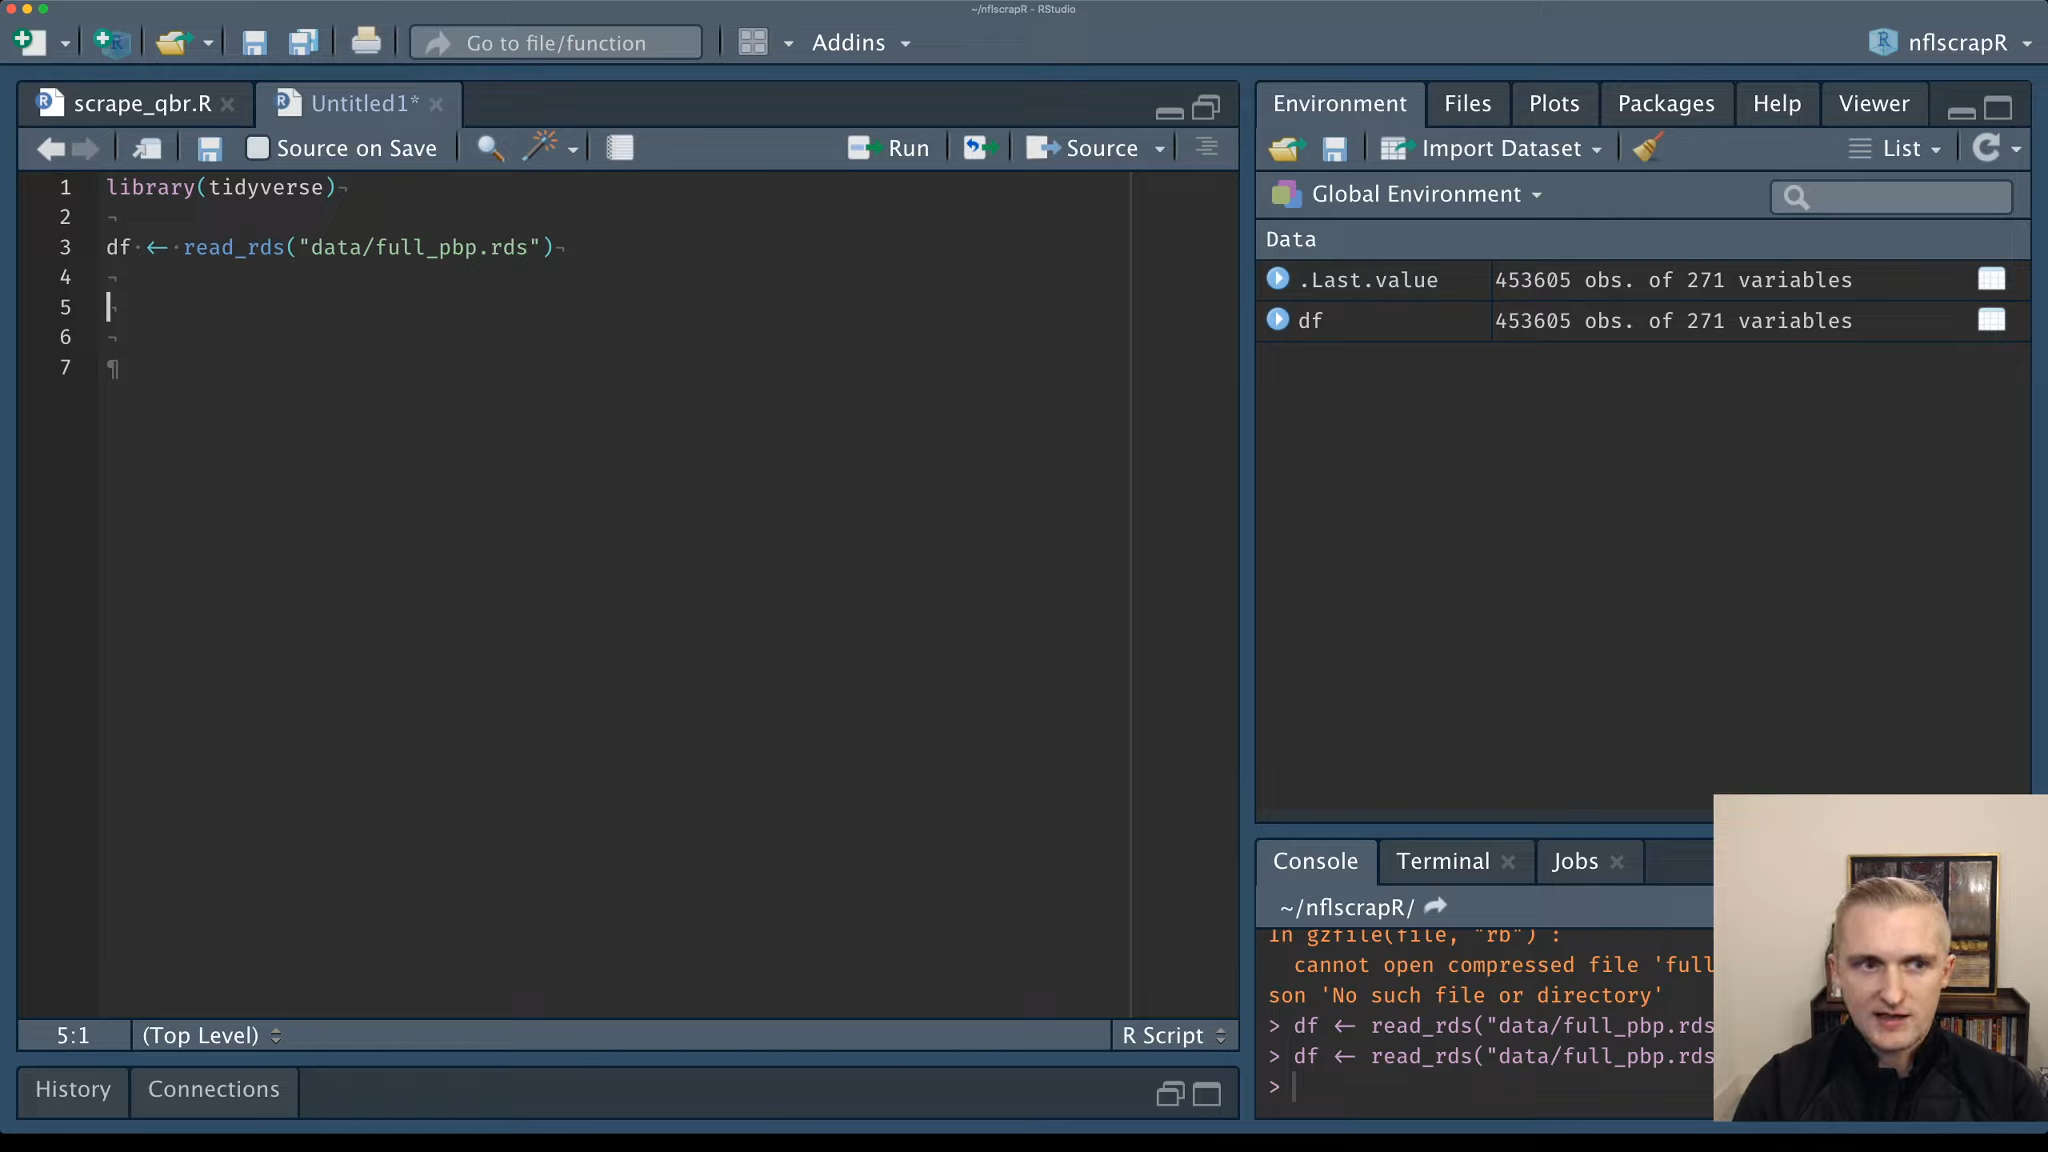 ~/nflscrapR - RStudio
Go to file/function
Addins
nflscrapR
scrape_qbr.R
Untitled1*
Source on Save
Run
Source
1 library(tidyverse)
2
3 df <- read_rds("data/full_pbp.rds")
4
5
6
7
5:1
(Top Level)
R Script
History
Connections
Environment
Files
Plots
Packages
Help
Viewer
Import Dataset
List
Global Environment
Data
.Last.value 453605 obs. of 271 variables
df 453605 obs. of 271 variables
Console
Terminal
Jobs
~/nflscrapR/
In gzfile(file, "rb") :
cannot open compressed file 'full
son 'No such file or directory'
> df <- read_rds("data/full_pbp.rds
> df <- read_rds("data/full_pbp.rds
>